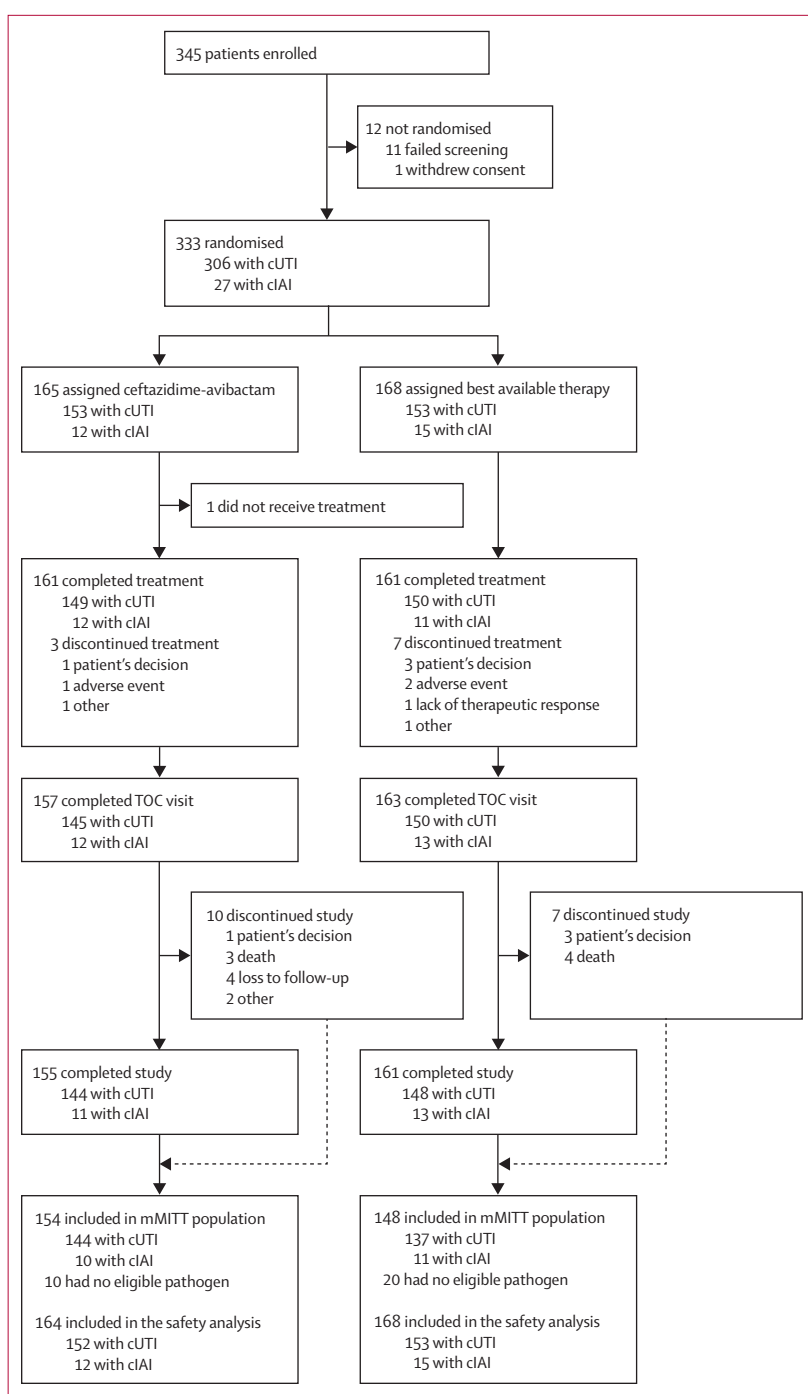 345 patients enrolled
12 not randomised
11 failed screening
1 withdrew consent
333 randomised
306 with cUTI
27 with cIAI
165 assigned ceftazidime-avibactam
153 with cUTI
12 with cIAI
168 assigned best available therapy
153 with cUTI
15 with cIAI
1 did not receive treatment
161 completed treatment
149 with cUTI
12 with cIAI
3 discontinued treatment
1 patient's decision
1 adverse event
1 other
161 completed treatment
150 with cUTI
11 with cIAI
7 discontinued treatment
3 patient's decision
2 adverse event
1 lack of therapeutic response
1 other
157 completed TOC visit
145 with cUTI
12 with cIAI
163 completed TOC visit
150 with cUTI
13 with cIAI
10 discontinued study
1 patient's decision
3 death
4 loss to follow-up
2 other
7 discontinued study
3 patient's decision
4 death
155 completed study
144 with cUTI
11 with cIAI
161 completed study
148 with cUTI
13 with cIAI
154 included in mMITT population
144 with cUTI
10 with cIAI
10 had no eligible pathogen
164 included in the safety analysis
152 with cUTI
12 with cIAI
148 included in mMITT population
137 with cUTI
11 with cIAI
20 had no eligible pathogen
168 included in the safety analysis
153 with cUTI
15 with cIAI